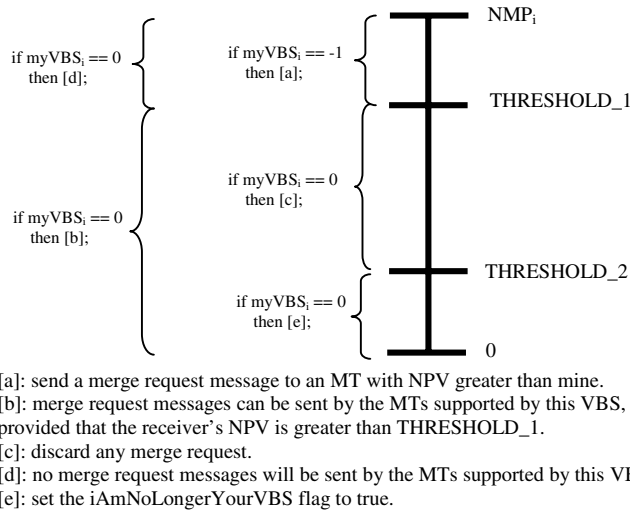 NMPi
if myVBSi == 0
then [d];
if myVBSi == -1
then [a];
THRESHOLD_1
if myVBSi == 0
then [c];
if myVBSi == 0
then [b];
THRESHOLD_2
if myVBSi == 0
then [e];
0
[a]: send a merge request message to an MT with NPV greater than mine.
[b]: merge request messages can be sent by the MTs supported by this VBS,
provided that the receiver's NPV is greater than THRESHOLD_1.
[c]: discard any merge request.
[d]: no merge request messages will be sent by the MTs supported by this
[e]: set the iAmNoLongerYourVBS flag to true.